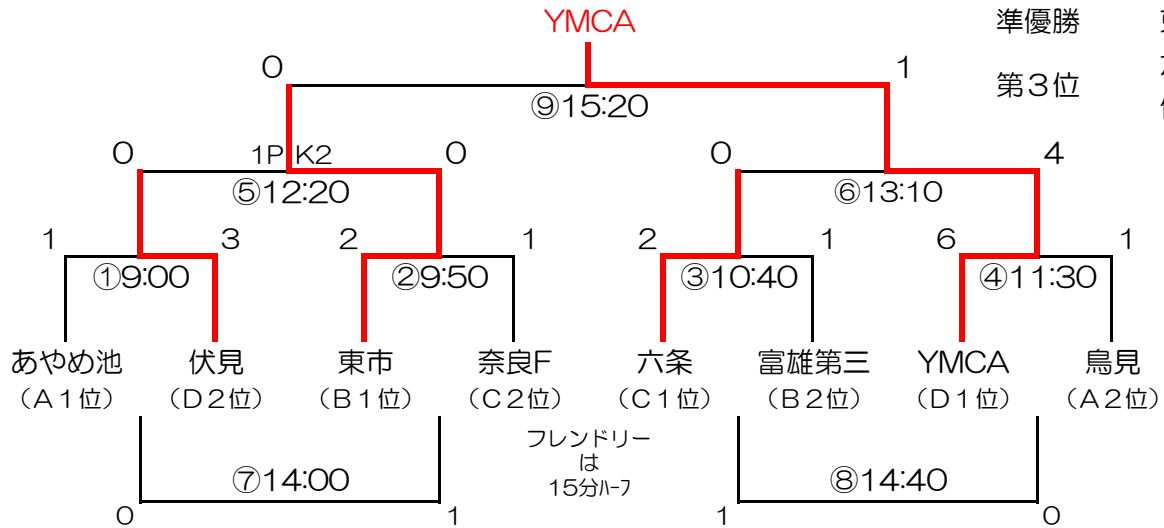 YMCA
準優勝
0 1
⑨15:20
第3位
0 1PK2 0 0 4
⑤12:20 ⑥13:10
1 3 2 1 2 1 6 1
①9:00 ②9:50 ③10:40 ④11:30
あやめ池 伏見 東市 奈良F 六条 富雄第三 YMCA 鳥見
(A1位) (D2位) (B1位) (C2位) (C1位) (B2位) (D1位) (A2位)
フレンドリー
は
15分ハーフ
⑦14:00 ⑧14:40
0 1 1 0